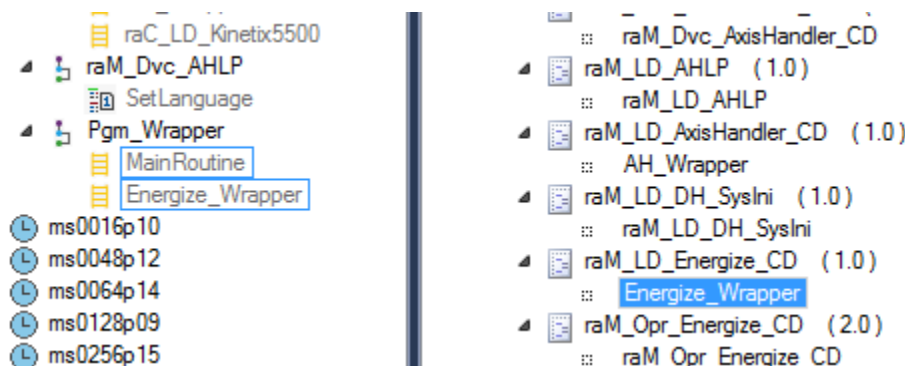 raC_LD_Kinetix5500
raM_Dvc_AHLP
SetLanguage
Pgm_Wrapper
MainRoutine
Energize_Wrapper
ms0016p10
ms0048p12
ms0064p14
ms0128p09
ms0256p15
raM_Dvc_AxisHandler_CD
raM_LD_AHLP (1.0)
raM_LD_AHLP
raM_LD_AxisHandler_CD (1.0)
AH_Wrapper
raM_LD_DH_SysIni (1.0)
raM_LD_DH_SysIni
raM_LD_Energize_CD (1.0)
Energize_Wrapper
raM_Opr_Energize_CD (2.0)
raM_Opr_Energize_CD